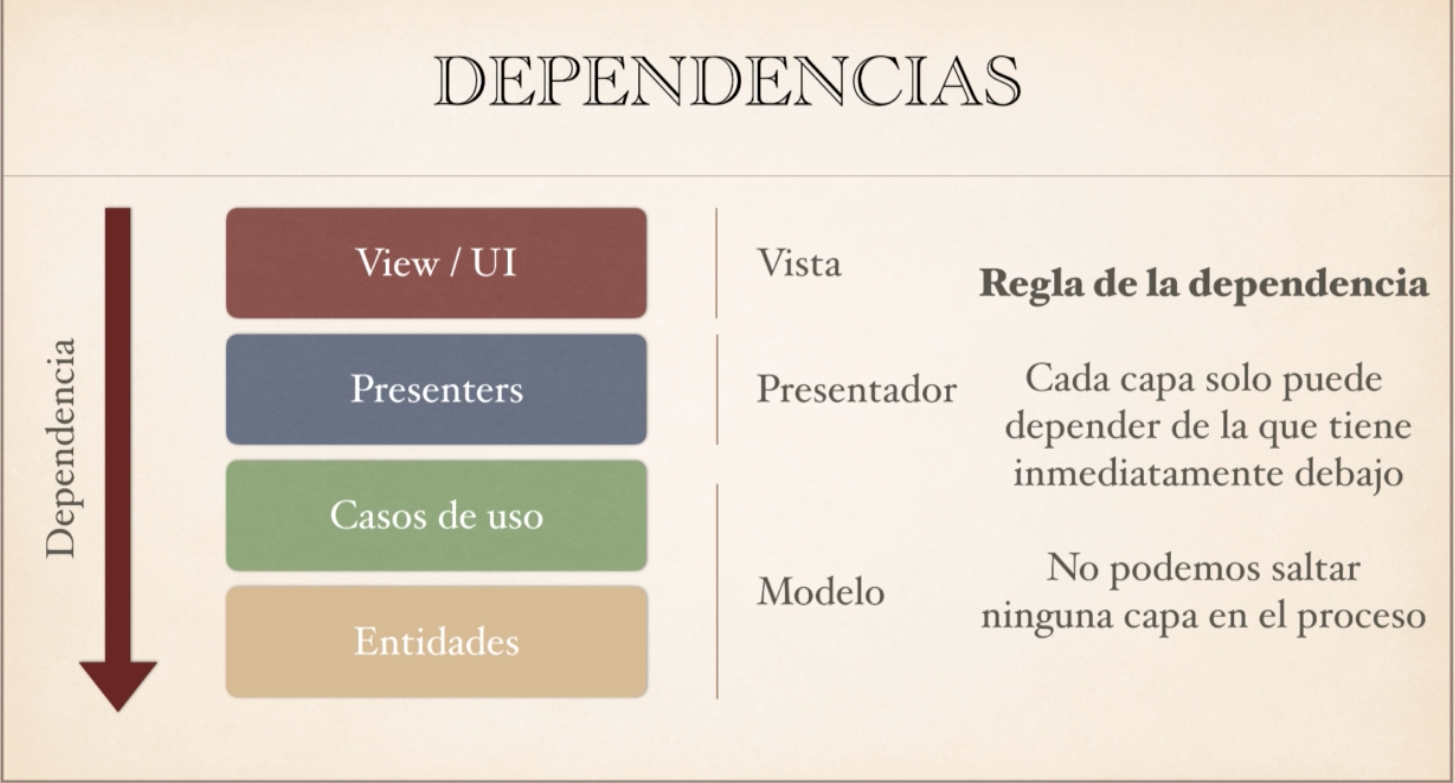 DEPENDENCIAS
Dependencia
View / UI
Presenters
Casos de uso
Entidades
Vista
Presentador
Modelo
Regla de la dependencia
Cada capa solo puede
depender de la que tiene
inmediatamente debajo
No podemos saltar
ninguna capa en el proceso